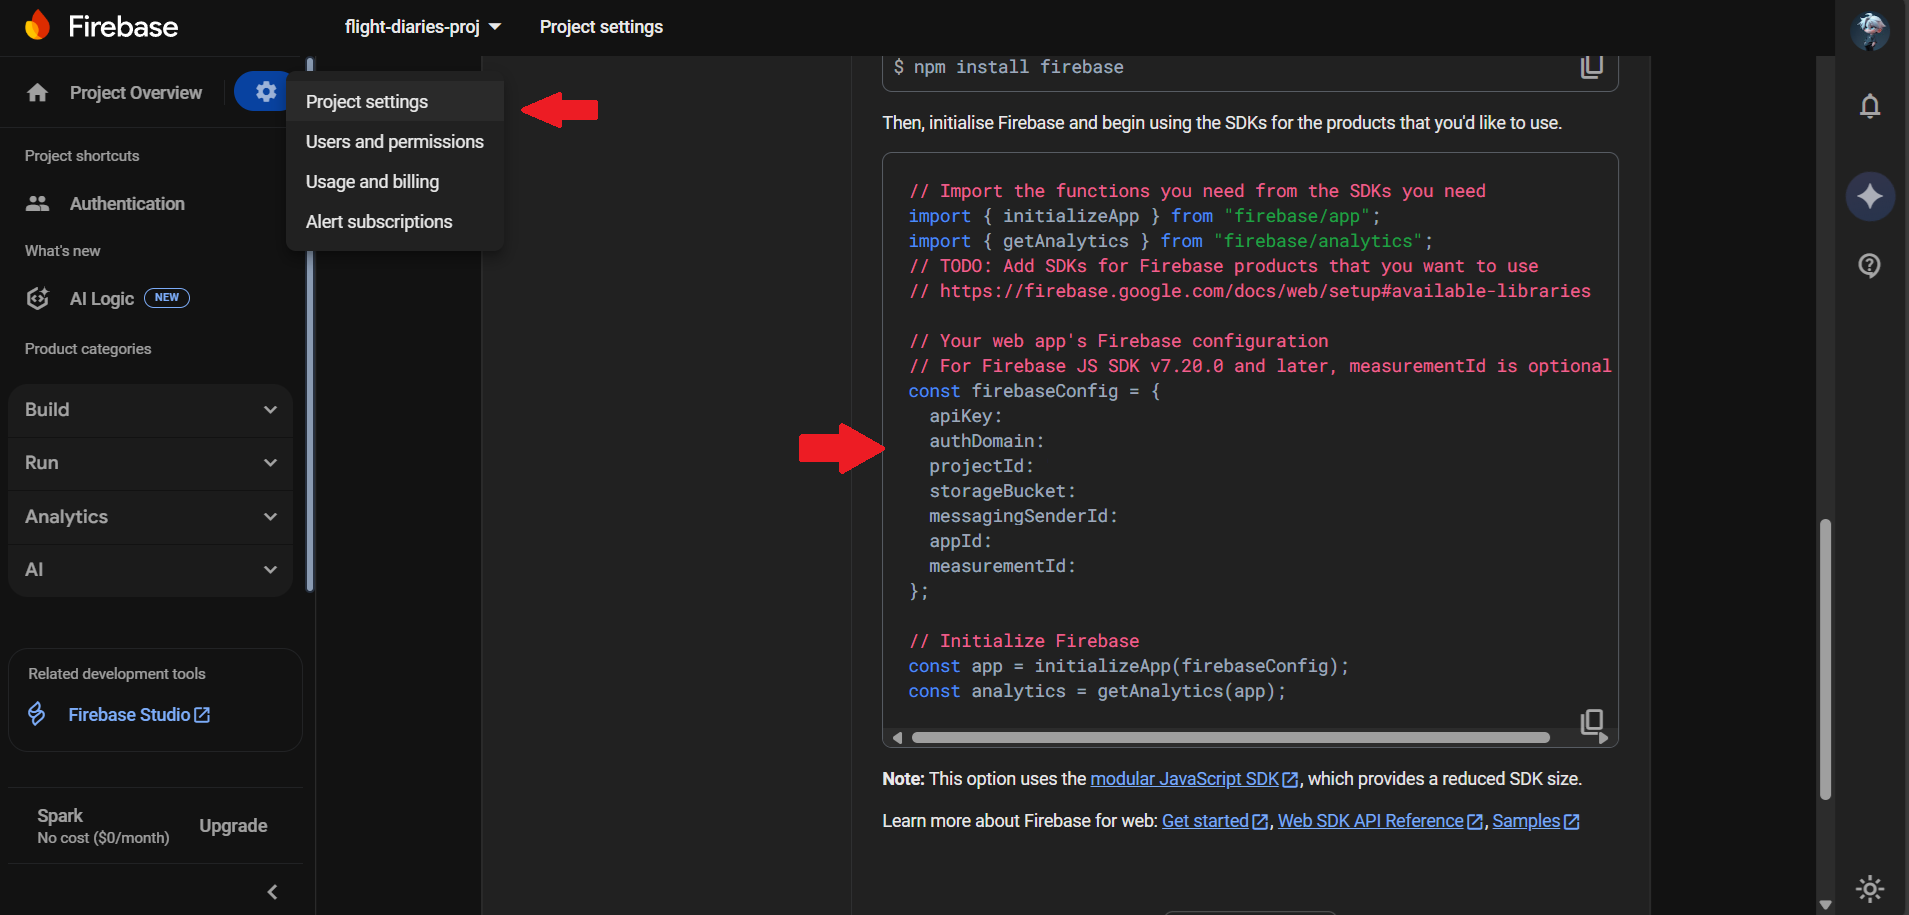 Firebase
flight-diaries-proj
Project settings
Project Overview
Project settings
Users and permissions
Usage and billing
Alert subscriptions
Project shortcuts
Authentication
What's new
AI Logic NEW
Product categories
Build
Run
Analytics
AI
Related development tools
Firebase Studio
Spark
No cost ($0/month)
Upgrade
$ npm install firebase
Then, initialise Firebase and begin using the SDKs for the products that you'd like to use.
// Import the functions you need from the SDKs you need
import { initializeApp } from "firebase/app";
import { getAnalytics } from "firebase/analytics";
// TODO: Add SDKs for Firebase products that you want to use
// https://firebase.google.com/docs/web/setup#available-libraries
// Your web app's Firebase configuration
// For Firebase JS SDK v7.20.0 and later, measurementId is optional
const firebaseConfig = {
apiKey:
authDomain:
projectId:
storageBucket:
messagingSenderId:
appId:
measurementId:
};
// Initialize Firebase
const app = initializeApp(firebaseConfig);
const analytics = getAnalytics(app);
Note: This option uses the modular JavaScript SDK, which provides a reduced SDK size.
Learn more about Firebase for web: Get started, Web SDK API Reference, Samples